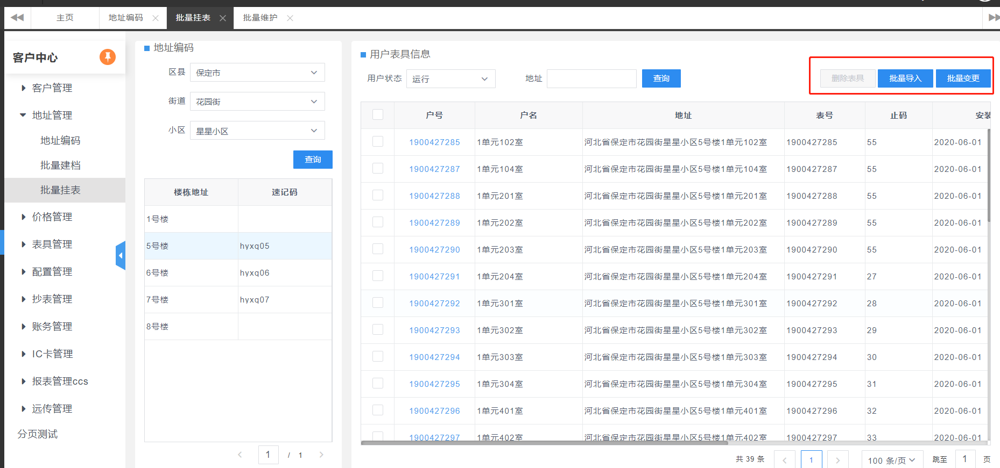 主页 地址编码 批量挂表 批量维护
客户中心
客户管理
地址管理
地址编码
批量建档
批量挂表
价格管理
表具管理
配置管理
抄表管理
账务管理
IC卡管理
报表管理ccs
远传管理
分页测试
地址编码
区县 保定市
街道 花园街
小区 星星小区
查询
楼栋地址 速记码
1号楼
5号楼 hyxq05
6号楼 hyxq06
7号楼 hyxq07
8号楼
1 / 1
用户表具信息
用户状态 运行 地址 查询 删除表具 批量导入 批量变更
户号 户名 地址 表号 止码 安装
1900427285 1单元102室 河北省保定市花园街星星小区5号楼1单元102室 1900427285 55 2020-06-01
1900427287 1单元104室 河北省保定市花园街星星小区5号楼1单元104室 1900427287 55 2020-06-01
1900427288 1单元201室 河北省保定市花园街星星小区5号楼1单元201室 1900427288 55 2020-06-01
1900427289 1单元202室 河北省保定市花园街星星小区5号楼1单元202室 1900427289 55 2020-06-01
1900427290 1单元203室 河北省保定市花园街星星小区5号楼1单元203室 1900427290 55 2020-06-01
1900427291 1单元204室 河北省保定市花园街星星小区5号楼1单元204室 1900427291 27 2020-06-01
1900427292 1单元301室 河北省保定市花园街星星小区5号楼1单元301室 1900427292 28 2020-06-01
1900427293 1单元302室 河北省保定市花园街星星小区5号楼1单元302室 1900427293 29 2020-06-01
1900427294 1单元303室 河北省保定市花园街星星小区5号楼1单元303室 1900427294 30 2020-06-01
1900427295 1单元304室 河北省保定市花园街星星小区5号楼1单元304室 1900427295 31 2020-06-01
1900427296 1单元401室 河北省保定市花园街星星小区5号楼1单元401室 1900427296 32 2020-06-01
1900427297 1单元402室 河北省保定市花园街星星小区5号楼1单元402室 1900427297 33 2020-06-01
共 39 条 1 100 条/页 跳至 1 页